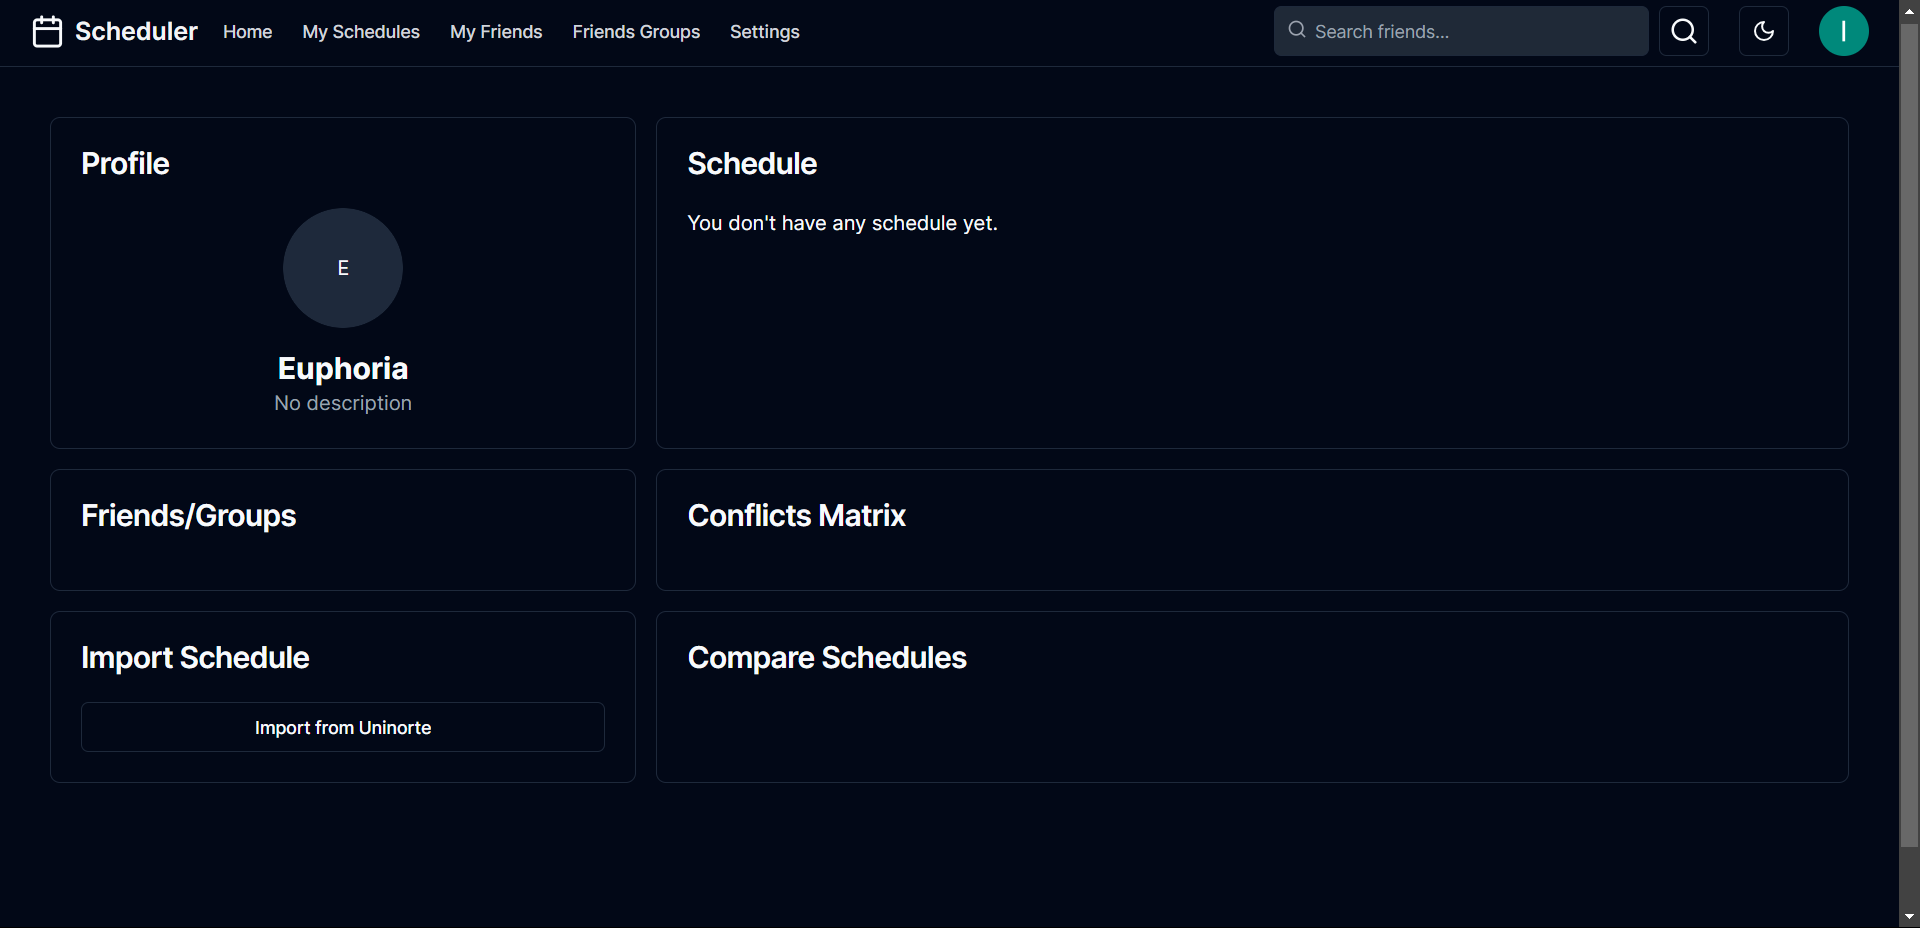 Scheduler Home My Schedules My Friends Friends Groups Settings Search friends... I
Profile
E
Euphoria
No description
Schedule
You don't have any schedule yet.
Friends/Groups
Conflicts Matrix
Import Schedule
Import from Uninorte
Compare Schedules